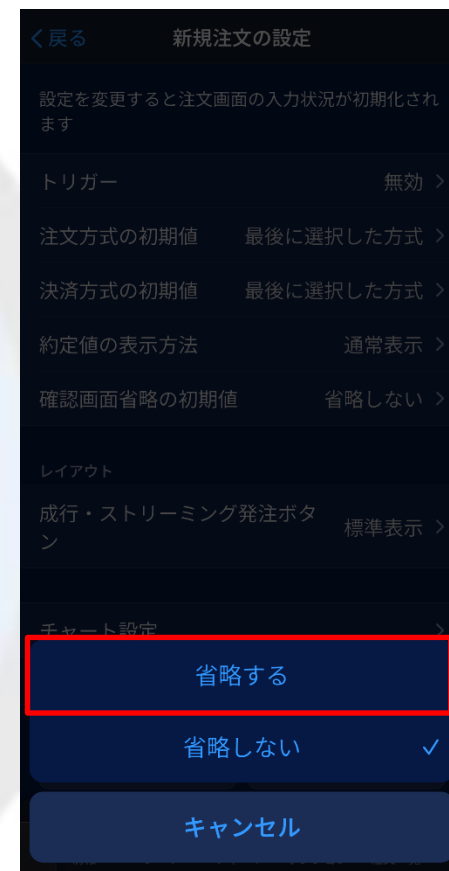 戻る 新規注文の設定
設定を変更すると注文画面の入力状況が初期化され
ます
トリガー 無効
注文方式の初期値 最後に選択した方式
決済方式の初期値 最後に選択した方式
約定値の表示方法 通常表示
確認画面省略の初期値 省略しない
レイアウト
成行・ストリーミング発注ボタ
ン 標準表示
チャート設定
省略する
省略しない
キャンセル